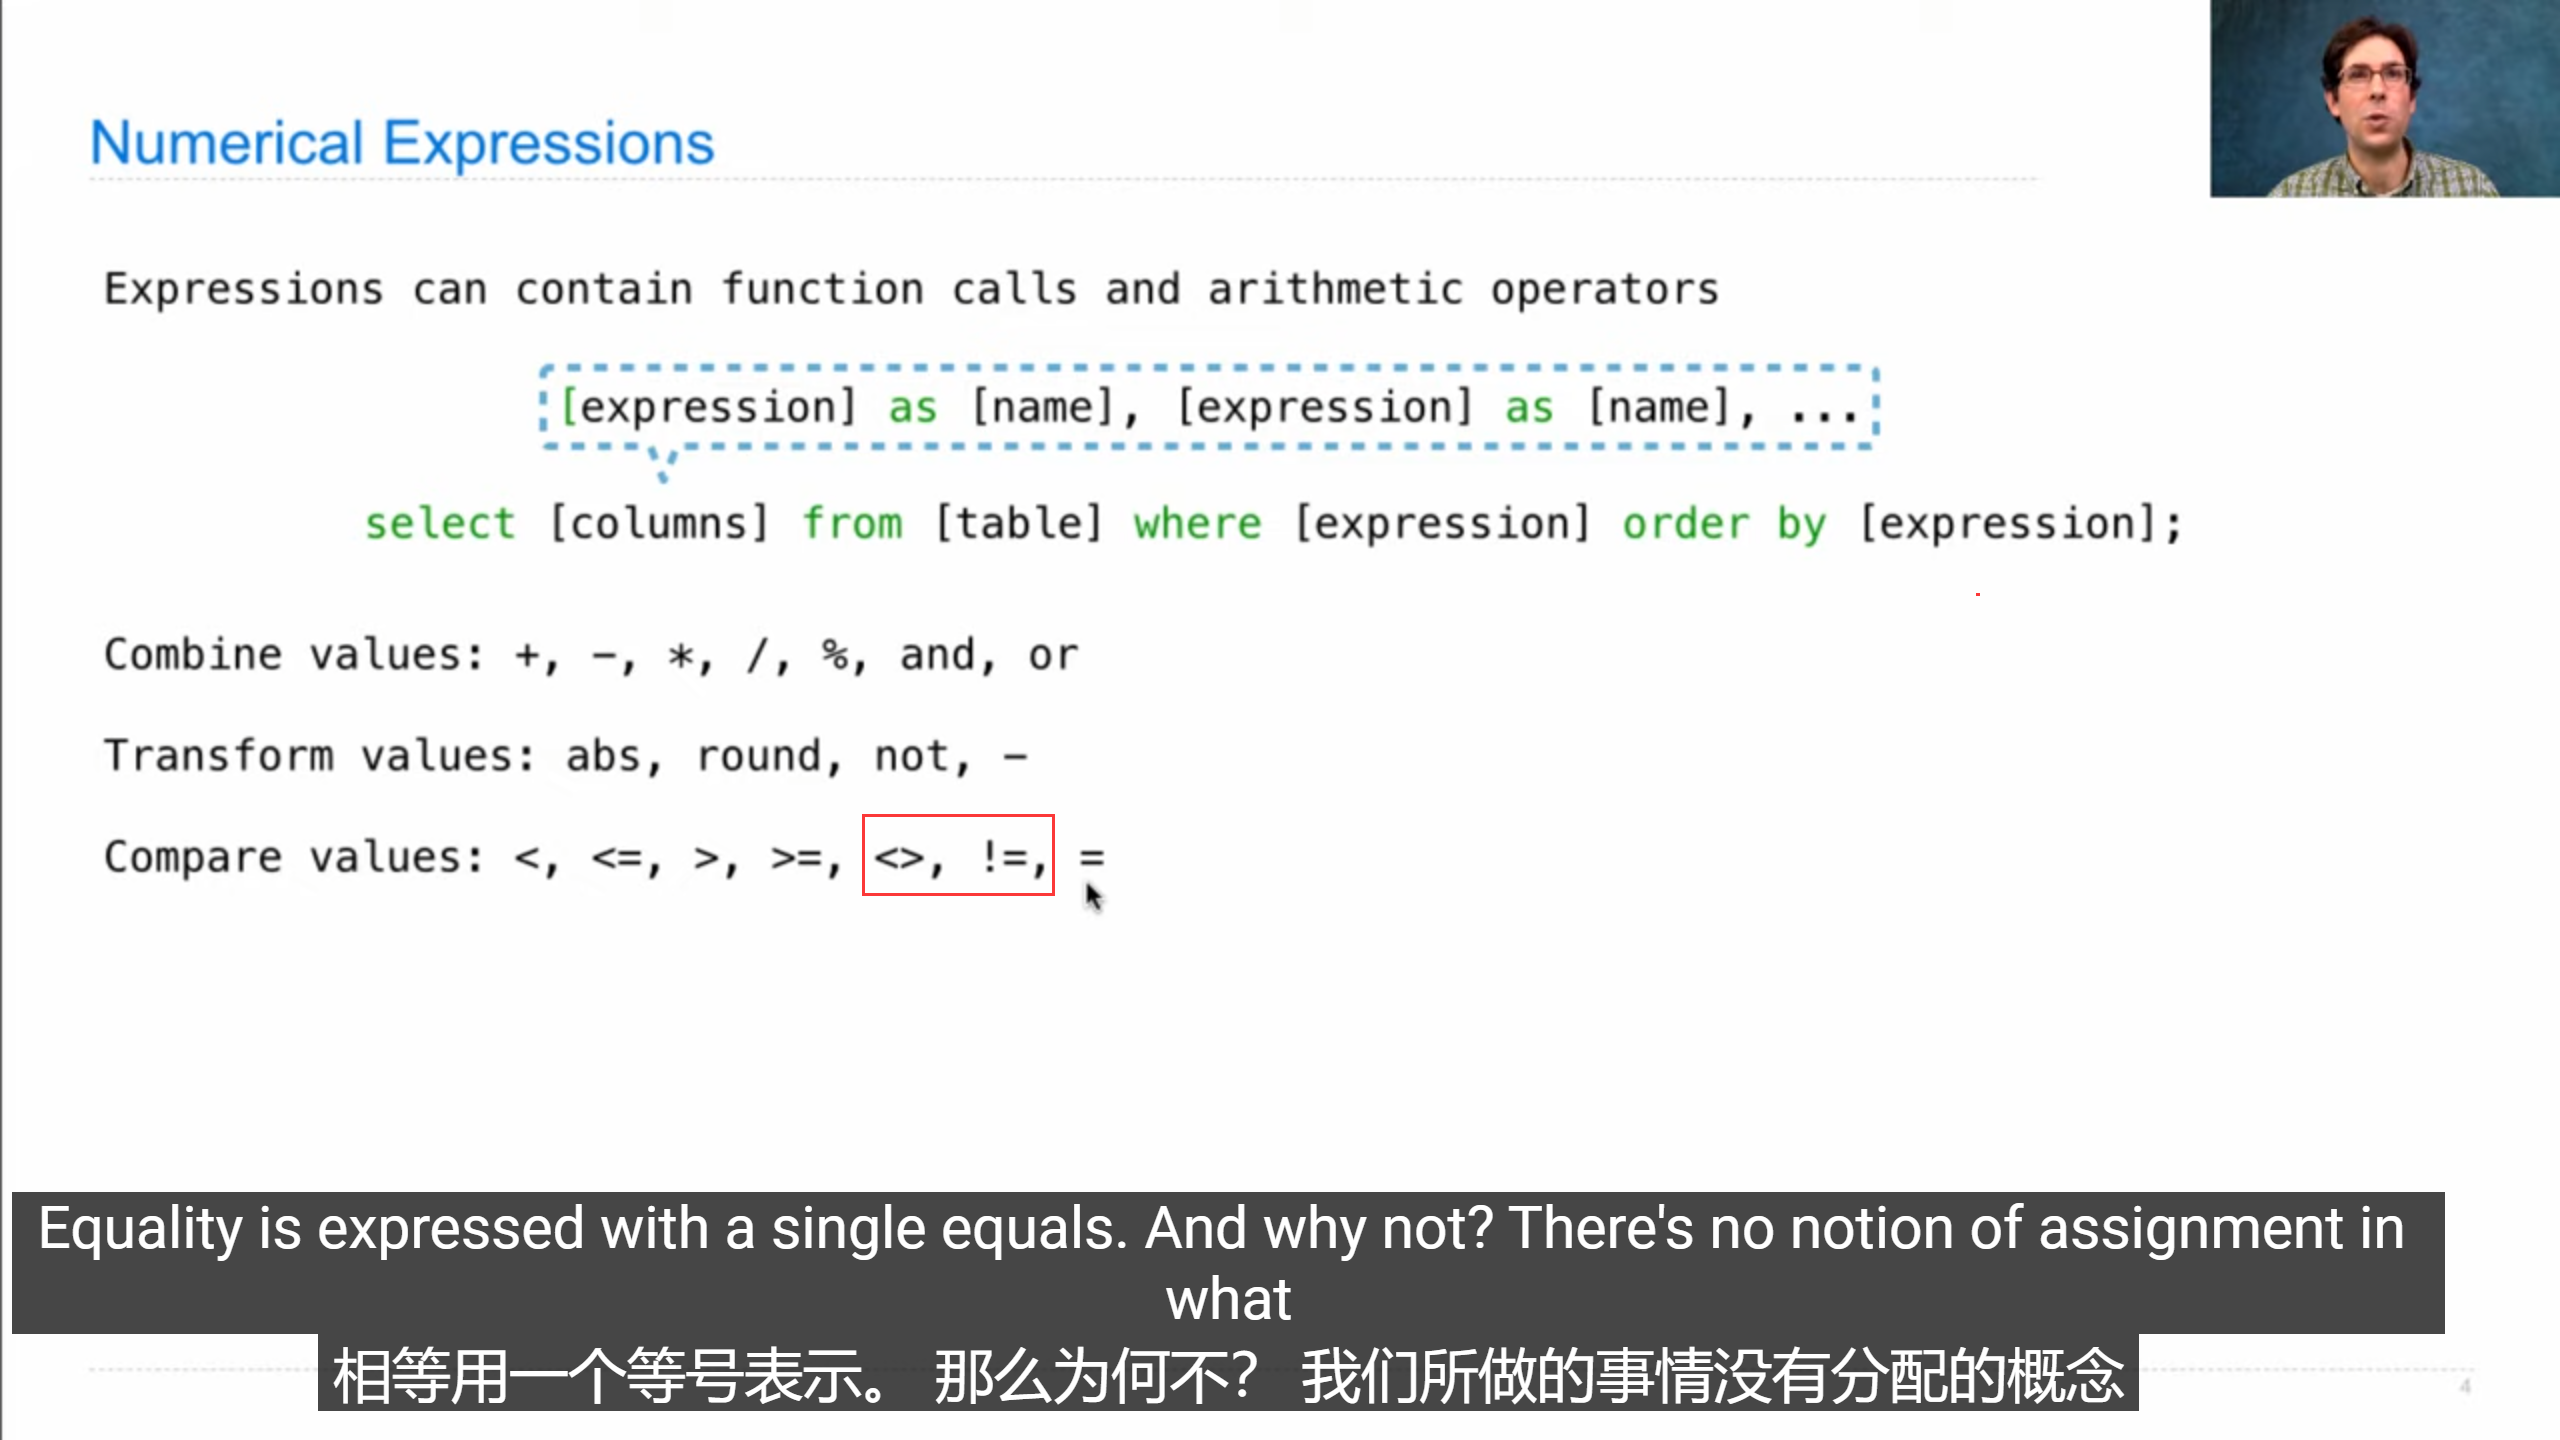 Numerical Expressions
Expressions can contain function calls and arithmetic operators
[expression] as [name], [expression] as [name], ...
select [columns] from [table] where [expression] order by [expression];
Combine values: +, -, *, /, %, and, or
Transform values: abs, round, not, -
Compare values: <, <=, >, >=, <>, !=, =
Equality is expressed with a single equals. And why not? There's no notion of assignment in
what
相等用一个等号表示。 那么为何不？ 我们所做的事情没有分配的概念
4